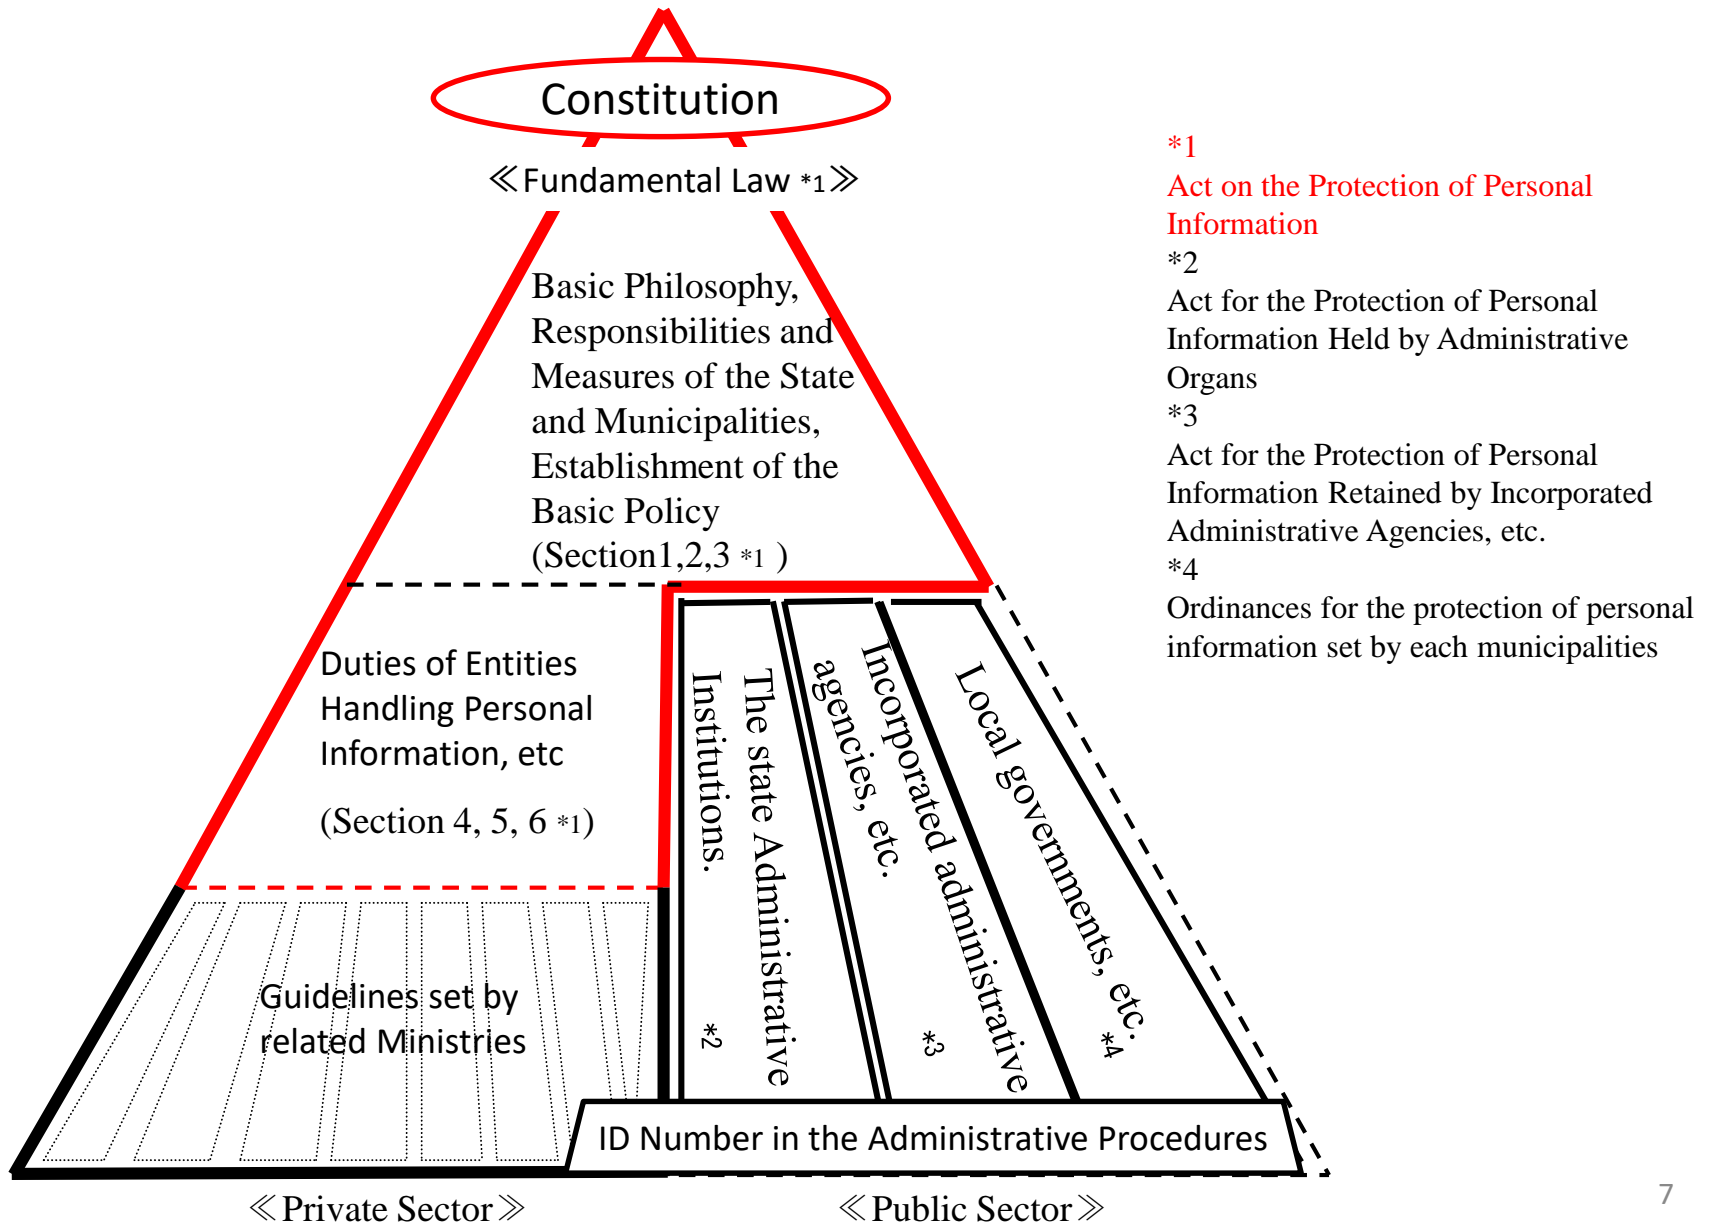 Constitution
≪Fundamental Law *1≫
Basic Philosophy,
Responsibilities and
Measures of the State
and Municipalities,
Establishment of the
Basic Policy
(Section1,2,3 *1 )
Duties of Entities
Handling Personal
Information, etc
(Section 4, 5, 6 *1)
Guidelines set by
related Ministries
The state Administrative
Institutions.
*2
Incorporated administrative
agencies, etc.
*3
Local governments, etc.
*4
ID Number in the Administrative Procedures
≪Private Sector≫
≪Public Sector≫
*1
Act on the Protection of Personal
Information
*2
Act for the Protection of Personal
Information Held by Administrative
Organs
*3
Act for the Protection of Personal
Information Retained by Incorporated
Administrative Agencies, etc.
*4
Ordinances for the protection of personal
information set by each municipalities
7